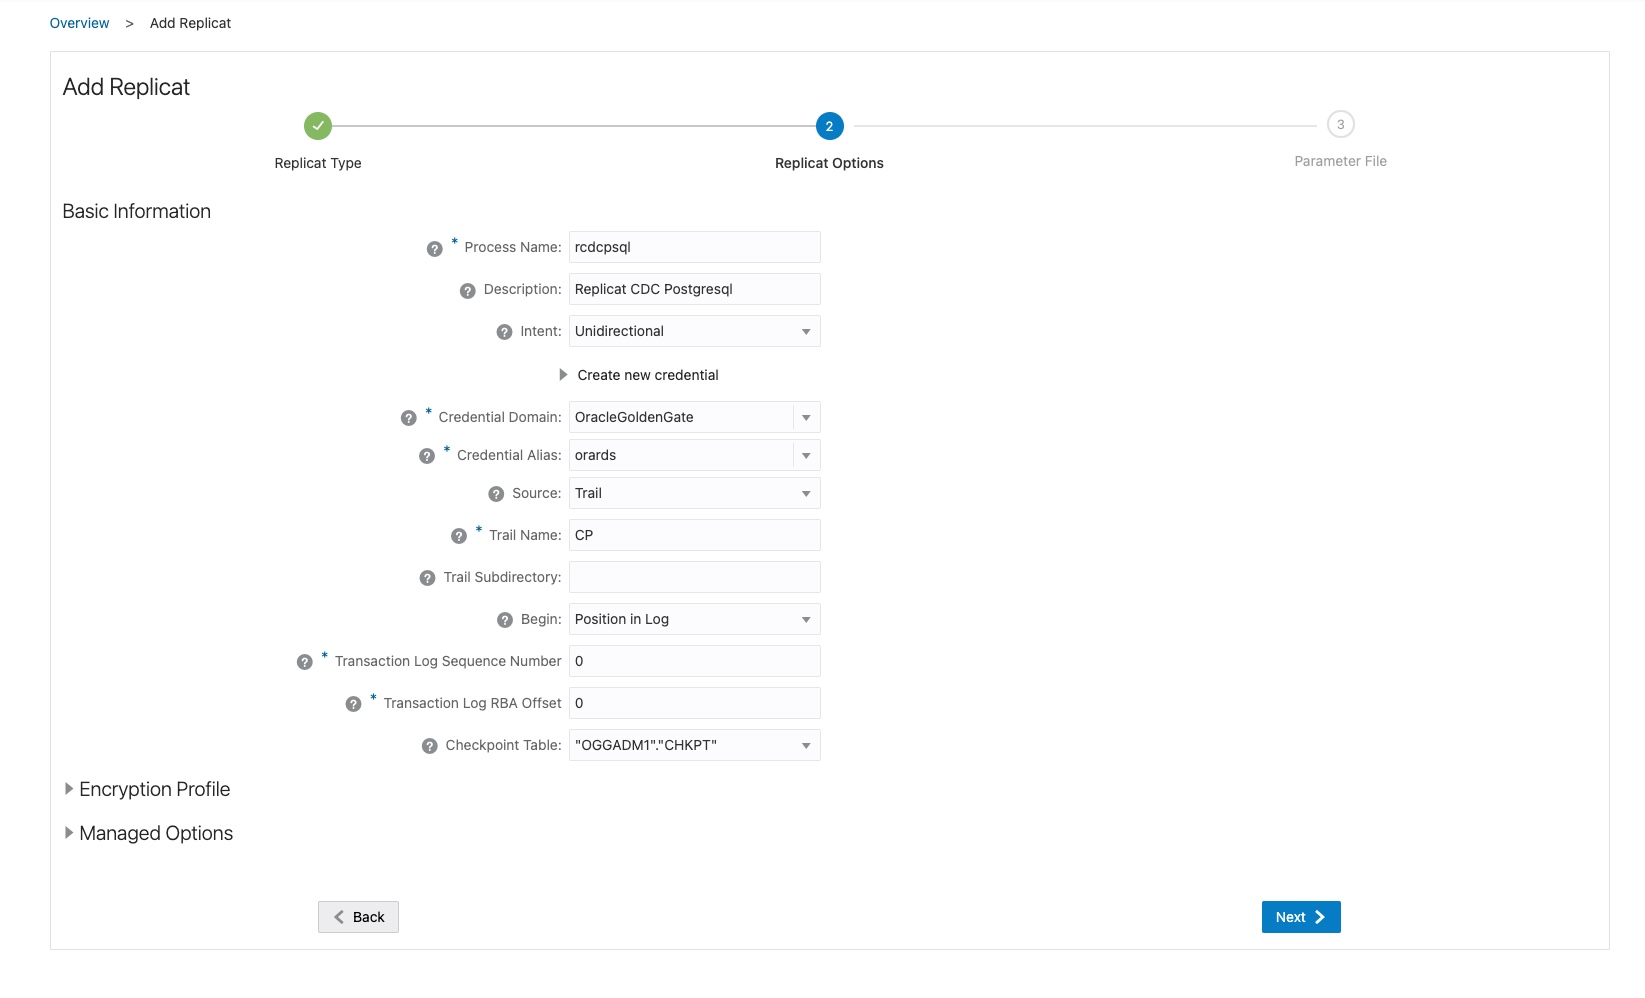 Overview > Add Replicat
Add Replicat
2
3
Replicat Type
Replicat Options
Parameter File
Basic Information
? * Process Name: rcdcpsql
? Description: Replicat CDC Postgresql
? Intent: Unidirectional
Create new credential
? * Credential Domain: OracleGoldenGate
? * Credential Alias: orards
? Source: Trail
? * Trail Name: CP
? Trail Subdirectory:
? Begin: Position in Log
? * Transaction Log Sequence Number 0
? * Transaction Log RBA Offset 0
? Checkpoint Table: "OGGADM1"."CHKPT"
Encryption Profile
Managed Options
Back
Next